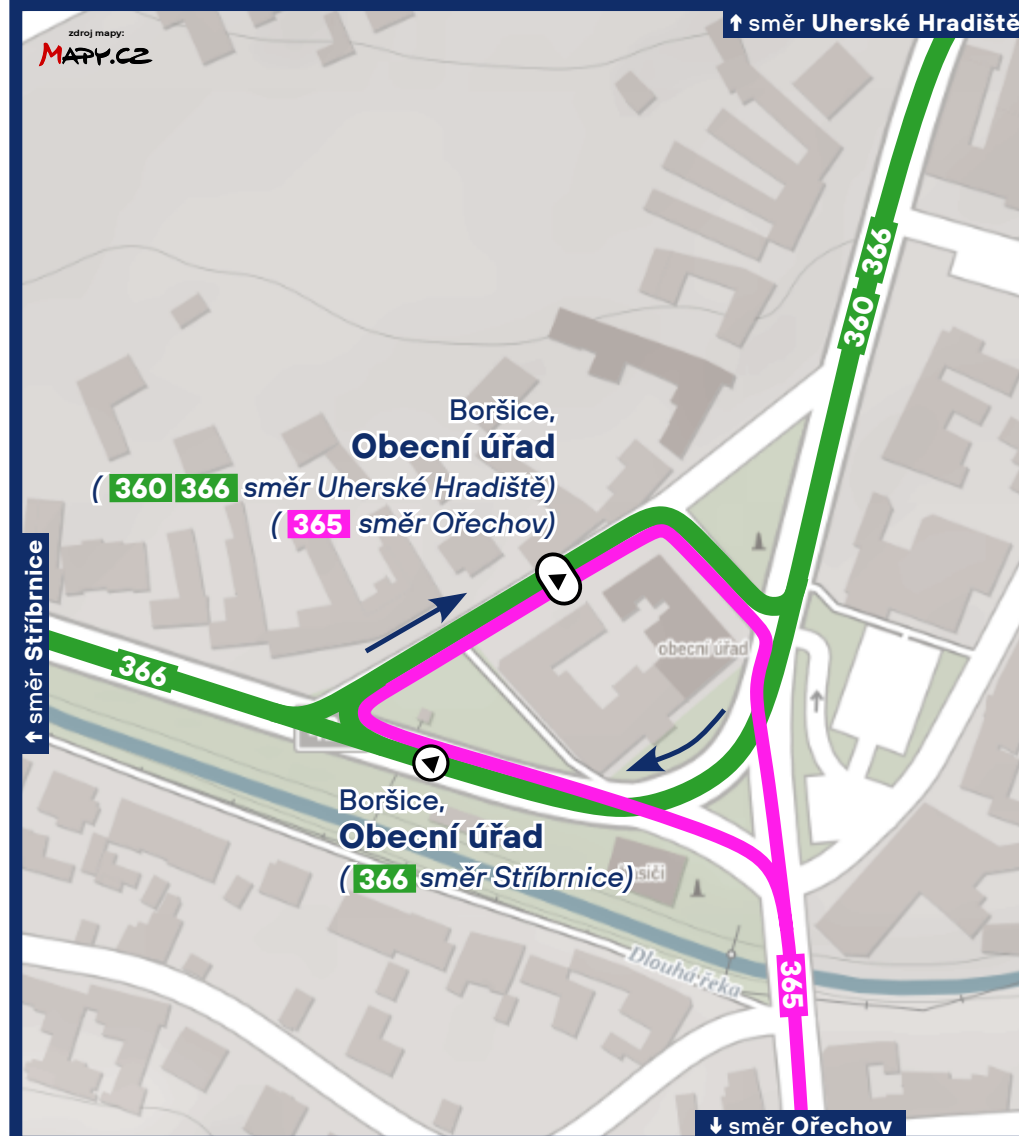 zdroj mapy:
MAPY.CZ
↑ směr Uherské Hradiště
360 366
Boršice,
Obecní úřad
( 360 366 směr Uherské Hradiště)
( 365 směr Ořechov)
↑ směr Stříbrnice
366
obecní úřad
Boršice,
Obecní úřad
( 366 směr Stříbrnice)
Dlouhá řeka
365
↓ směr Ořechov